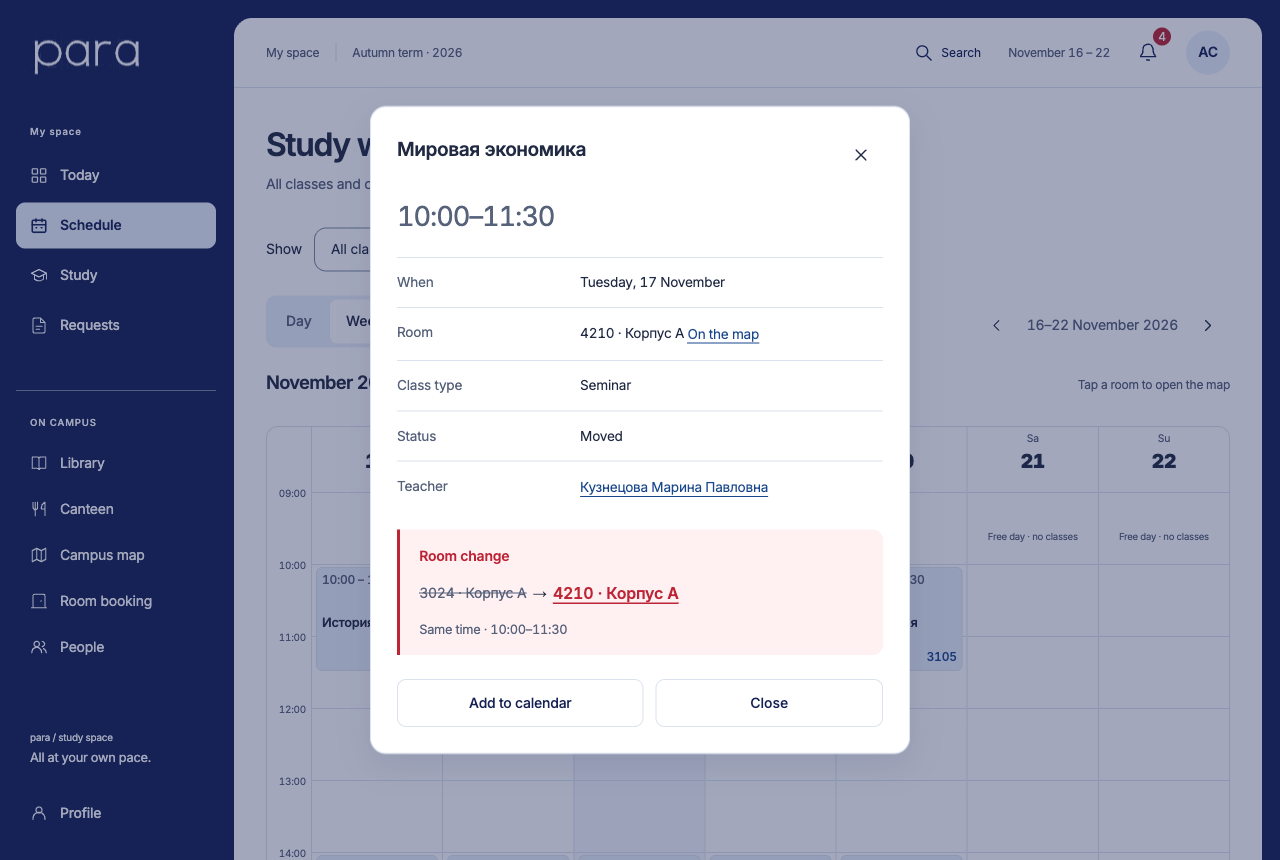 para
My space
Autumn term · 2026
Search
November 16 – 22
4
AC
My space
Today
Schedule
Study
Requests
ON CAMPUS
Library
Canteen
Campus map
Room booking
People
para / study space
All at your own pace.
Profile
Study
All classes and
Show
All cla
Day
16–22 November 2026
November 20
Tap a room to open the map
Sa
21
Su
22
09:00
10:00
11:00
12:00
13:00
14:00
Free day · no classes
Free day · no classes
10:00 –
История
30
3105
Мировая экономика
10:00–11:30
When
Tuesday, 17 November
Room
4210 · Корпус А On the map
Class type
Seminar
Status
Moved
Teacher
Кузнецова Марина Павловна
Room change
3024 · Корпус А → 4210 · Корпус А
Same time · 10:00–11:30
Add to calendar
Close